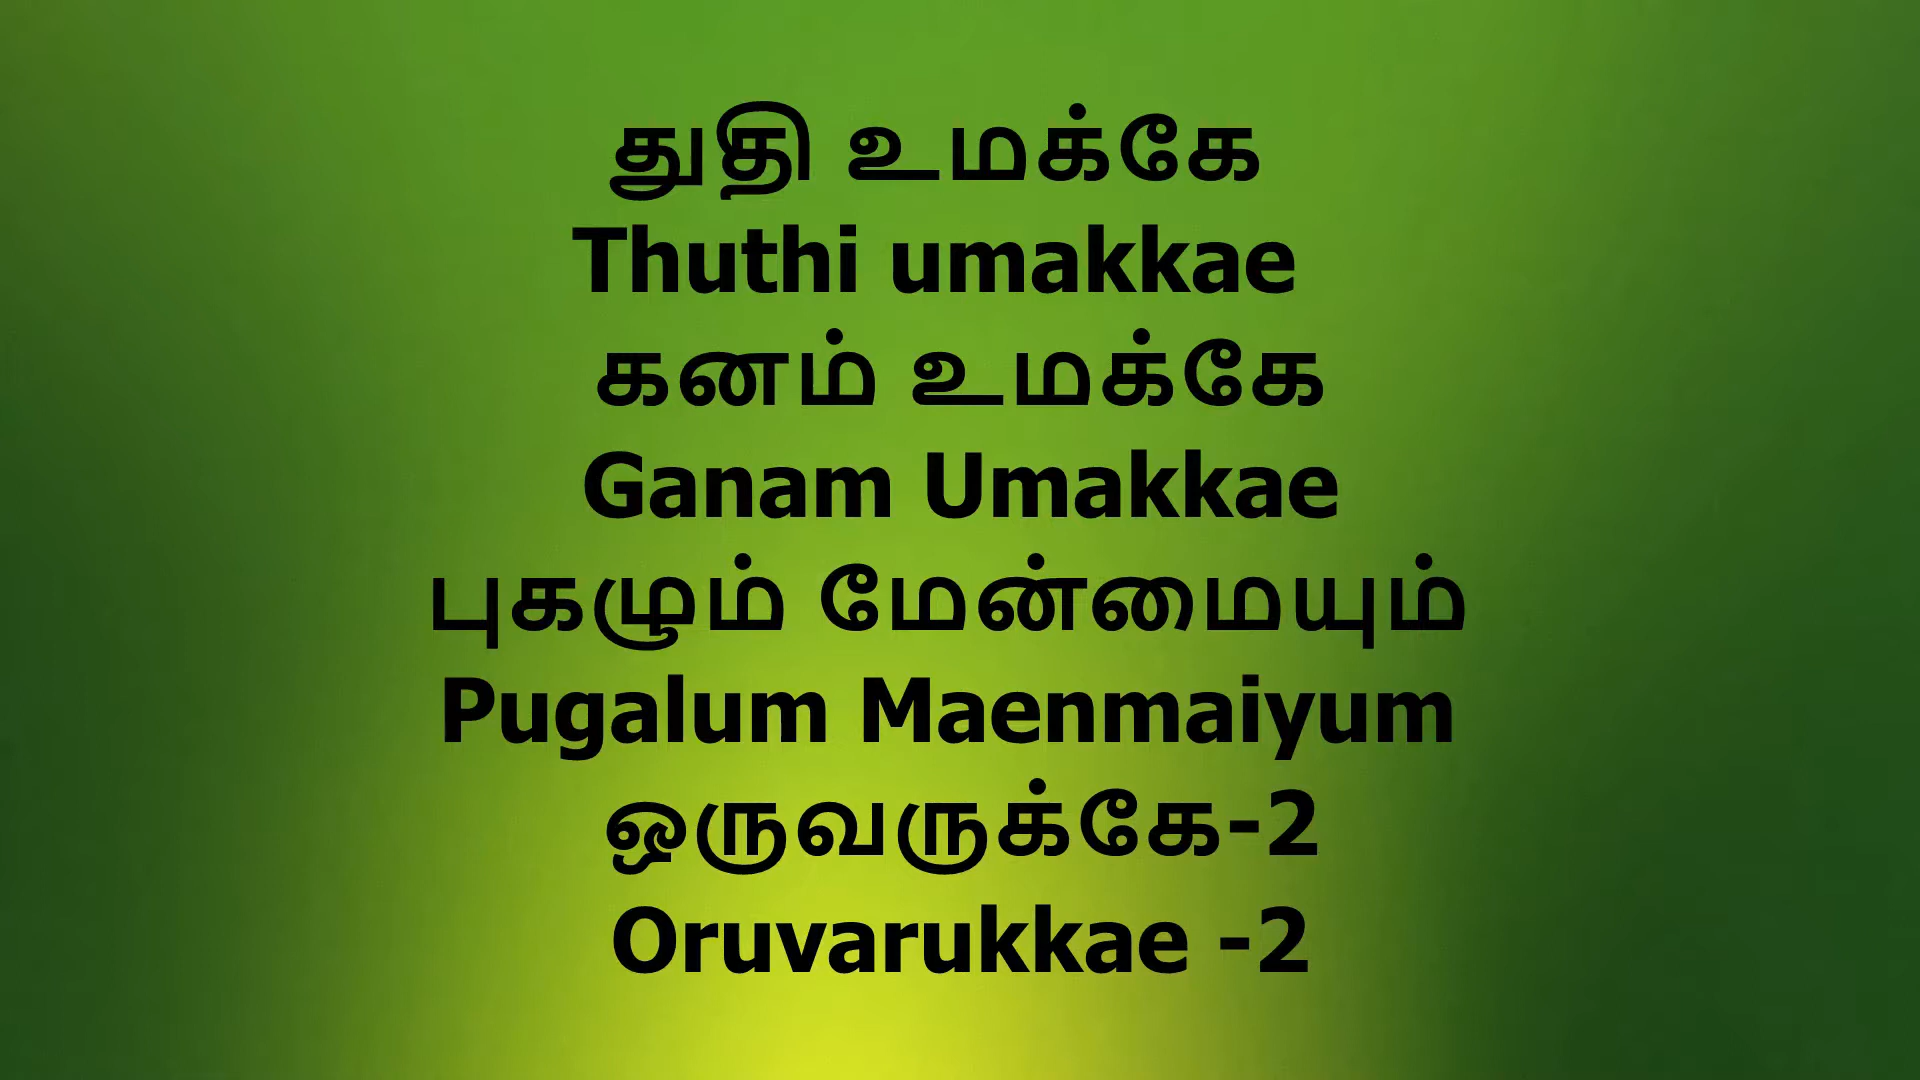 துதி உமக்கே
Thuthi umakkae
கனம் உமக்கே
Ganam Umakkae
புகழும் மேன்மையும்
Pugalum Maenmaiyum
ஒருவருக்கே-2
Oruvarukkae -2